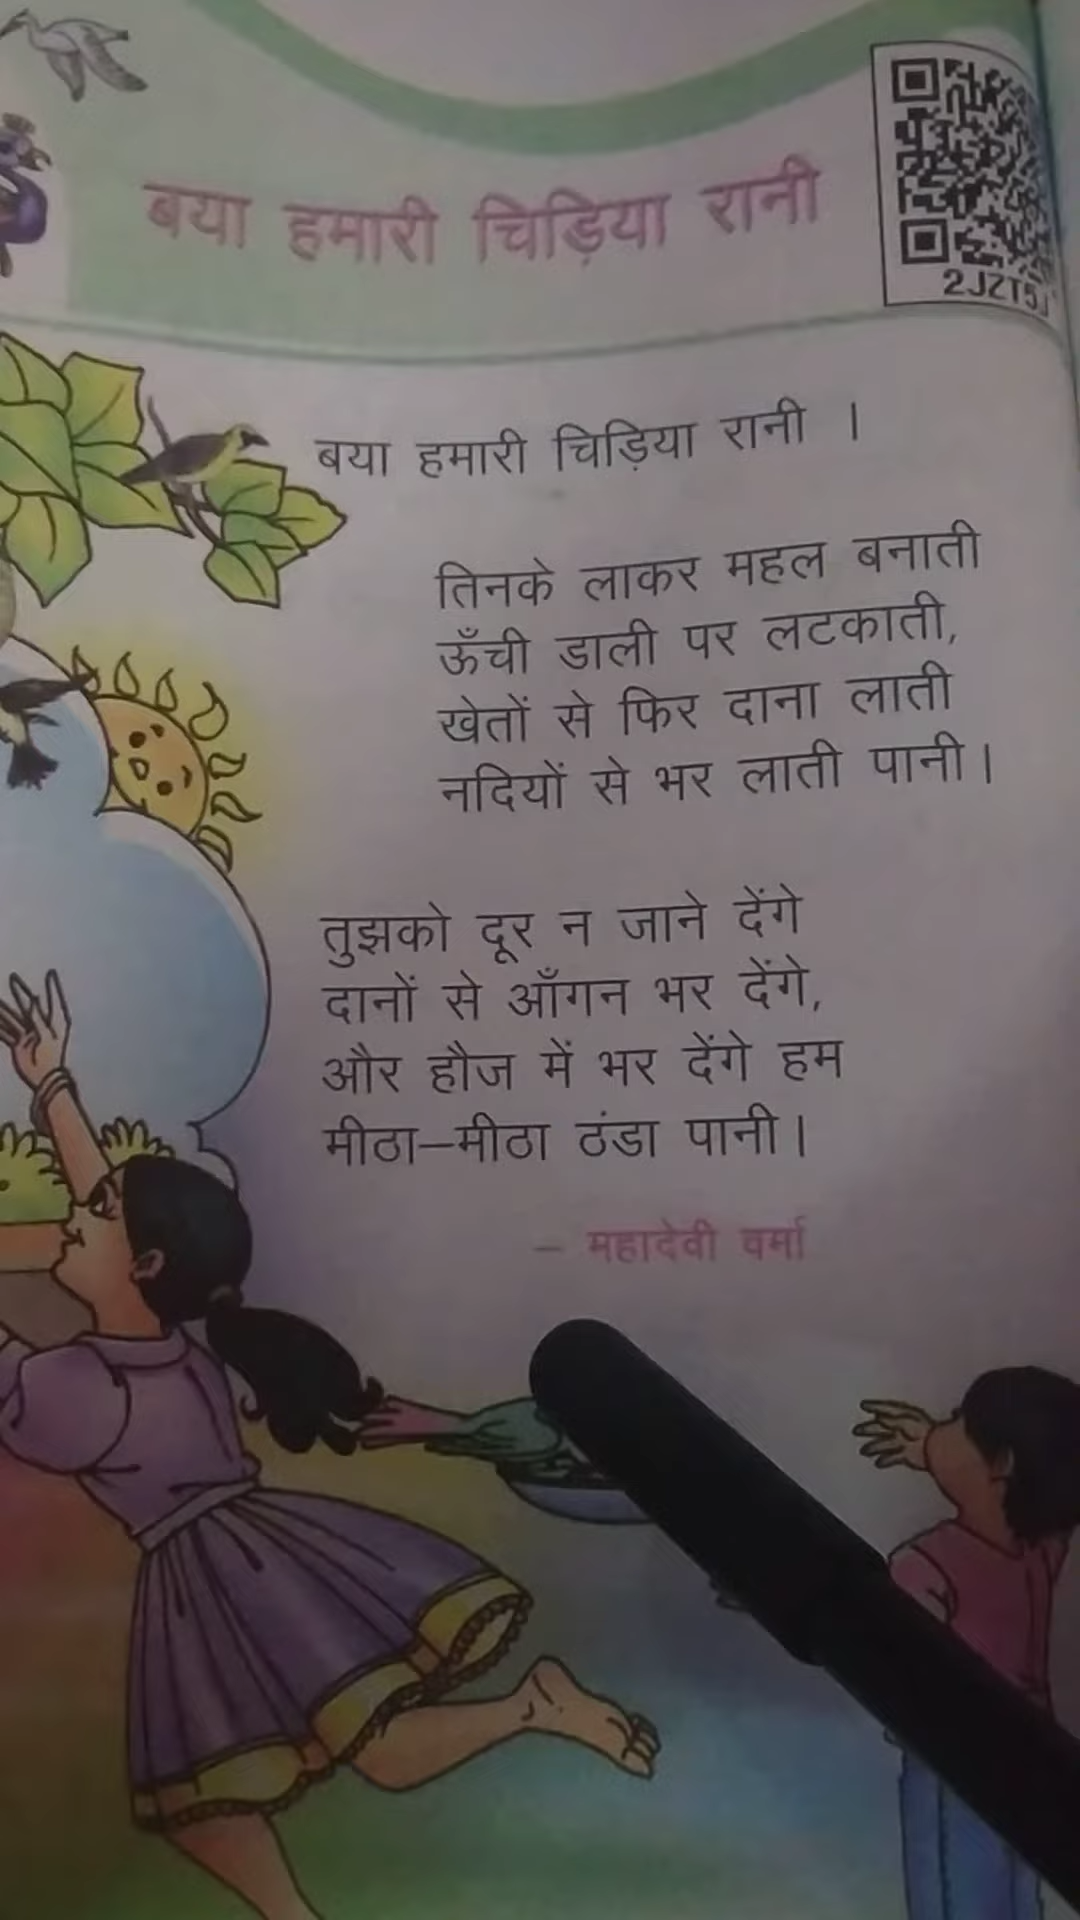 बया हमारी चिड़िया रानी
2JZT5J
बया हमारी चिड़िया रानी ।
तिनके लाकर महल बनाती
ऊँची डाली पर लटकाती,
खेतों से फिर दाना लाती
नदियों से भर लाती पानी।
तुझको दूर न जाने देंगे
दानों से आँगन भर देंगे,
और हौज में भर देंगे हम
मीठा–मीठा ठंडा पानी।
– महादेवी वर्मा